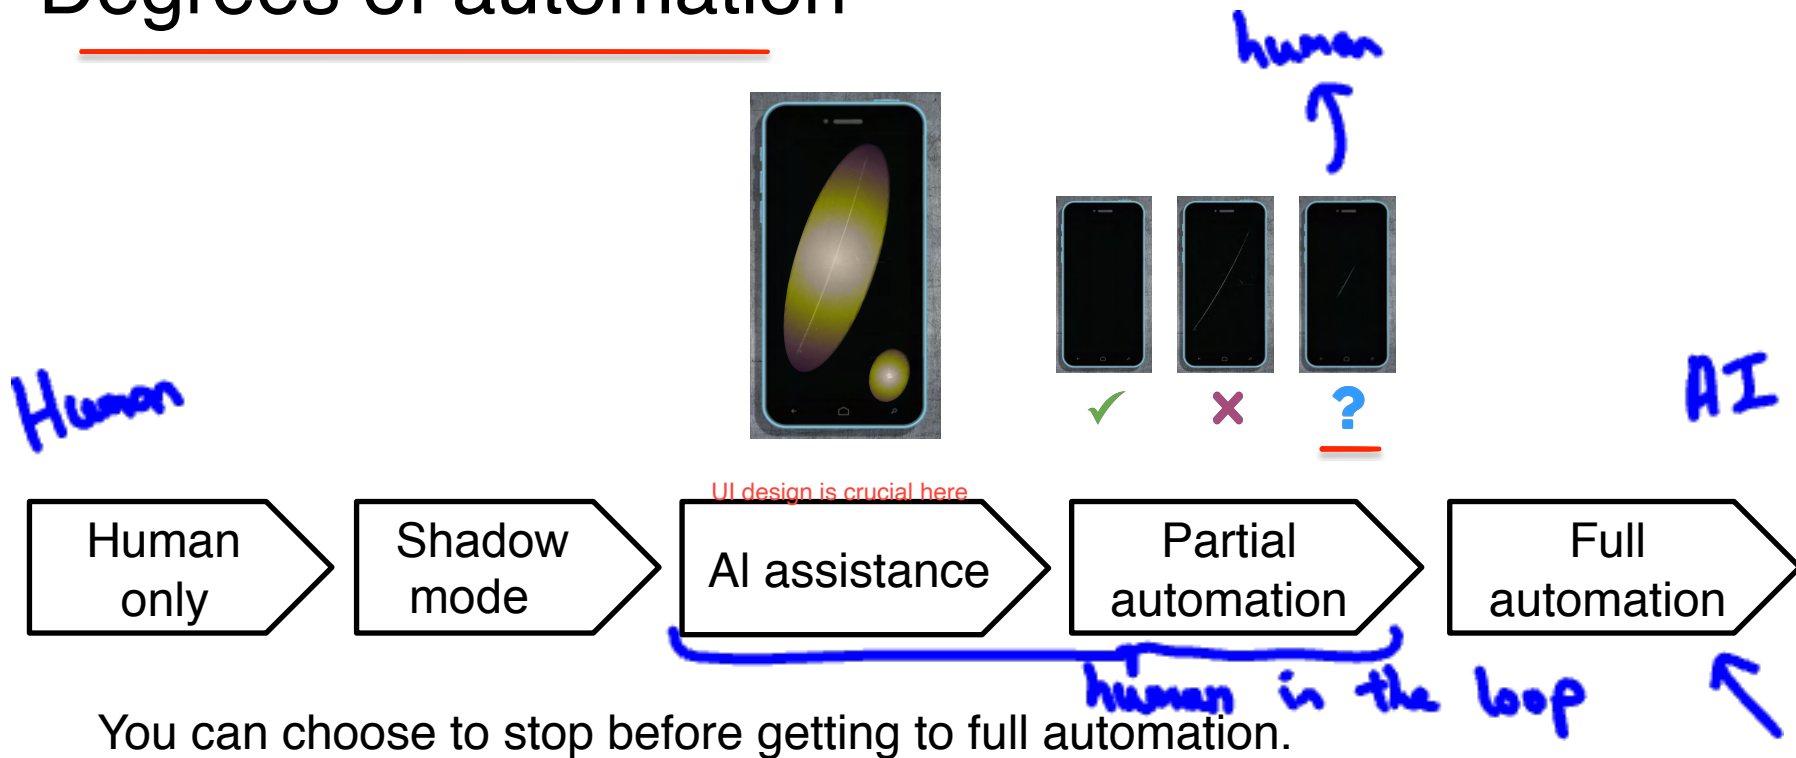 Degrees of automation
human
Human
AI
UI design is crucial here
Human
only
Shadow
mode
AI assistance
Partial
automation
Full
automation
human in the loop
You can choose to stop before getting to full automation.